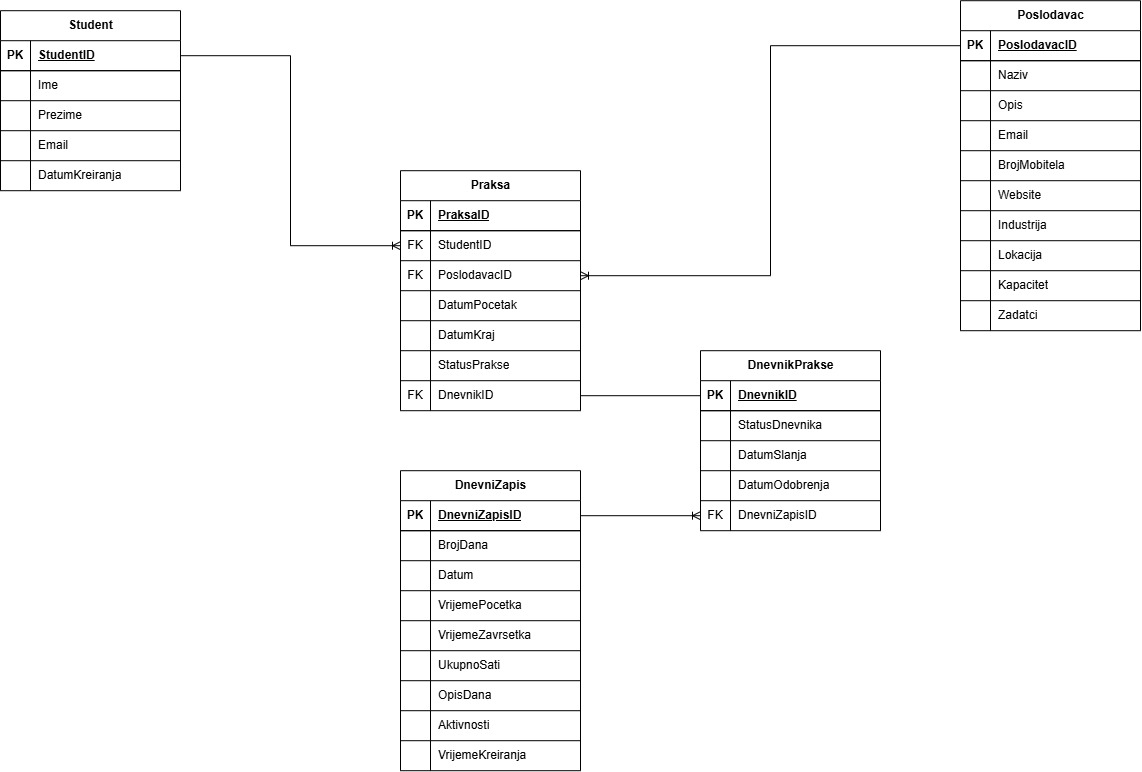 Student
PK StudentID
Ime
Prezime
Email
DatumKreiranja
Poslodavac
PK PoslodavacID
Naziv
Opis
Email
BrojMobitela
Website
Industrija
Lokacija
Kapacitet
Zadatci
Praksa
PK PraksaID
FK StudentID
FK PoslodavacID
DatumPocetak
DatumKraj
StatusPrakse
FK DnevnikID
DnevnikPrakse
PK DnevnikID
StatusDnevnika
DatumSlanja
DatumOdobrenja
FK DnevniZapisID
DnevniZapis
PK DnevniZapisID
BrojDana
Datum
VrijemePocetka
VrijemeZavrsetka
UkupnoSati
OpisDana
Aktivnosti
VrijemeKreiranja